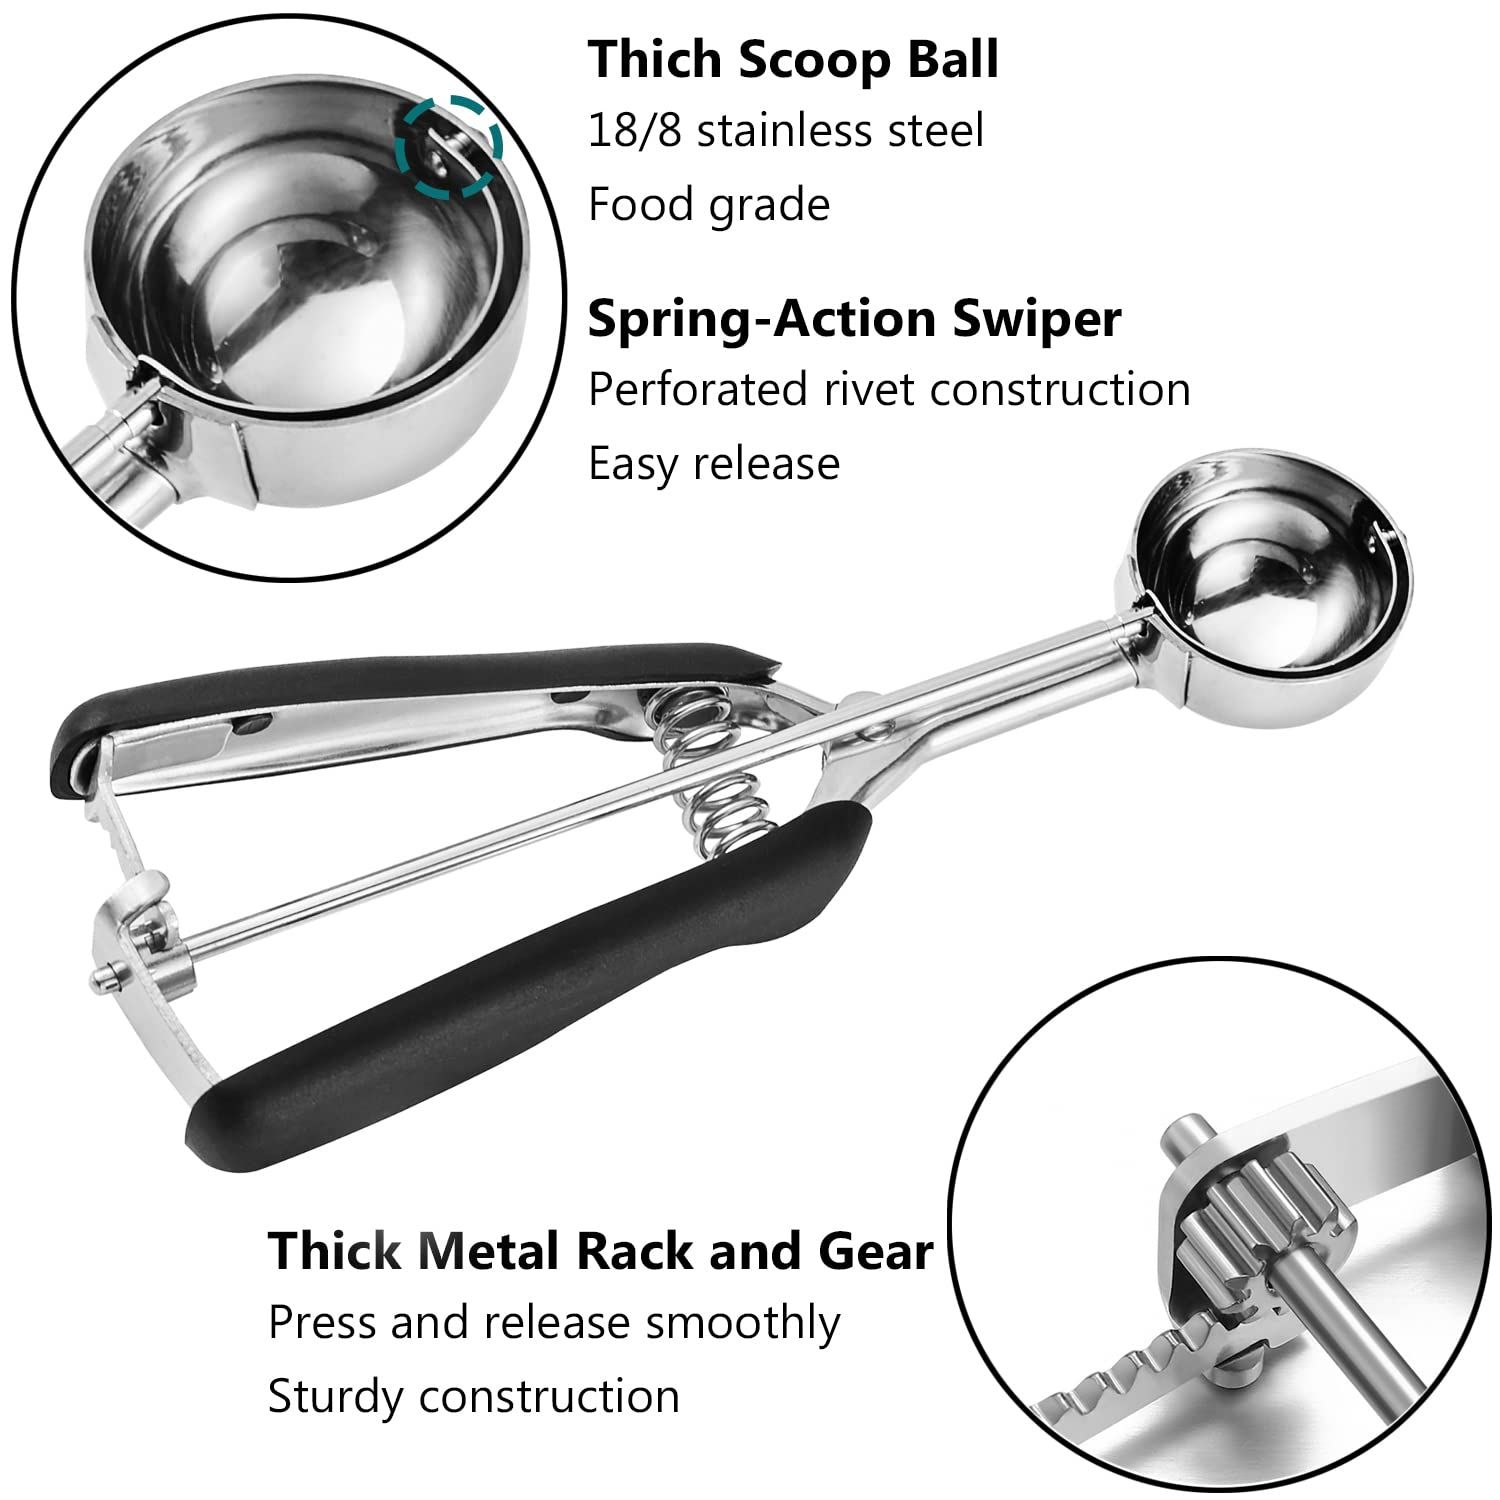 Thich Scoop Ball
18/8 stainless steel
Food grade
Spring-Action Swiper
Perforated rivet construction
Easy release
Thick Metal Rack and Gear
Press and release smoothly
Sturdy construction